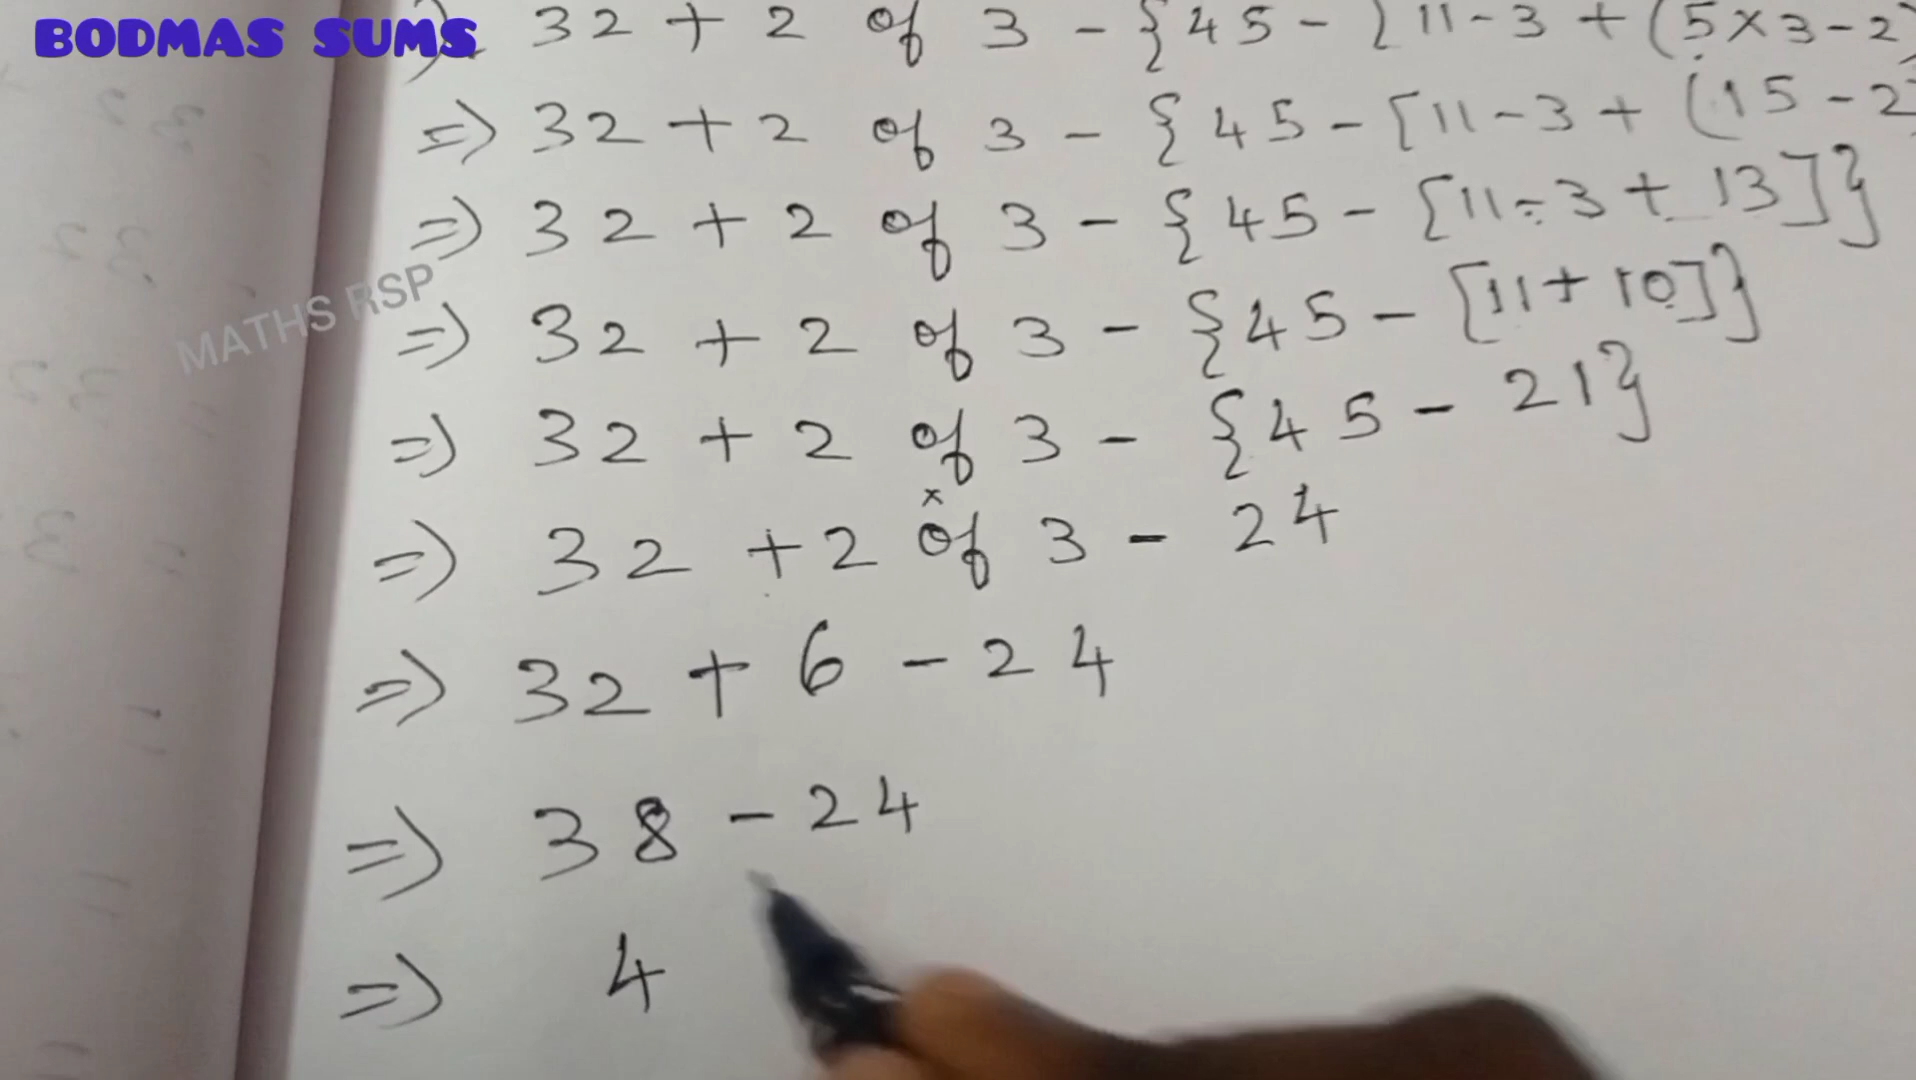 BODMAS SUMS
32 + 2 of 3 - {45 - [11-3 + (5×3-2)
=> 32 + 2 of 3 - {45 - [11-3 + (15-2)
=> 32 + 2 of 3 - {45 - [11-3 + 13]}
MATHS RSP
=> 32 + 2 of 3 - {45 - [11+10]}
=> 32 + 2 of 3 - {45 - 21}
x
=> 32 + 2 of 3 - 24
=> 32 + 6 - 24
=> 38 - 24
=> 4